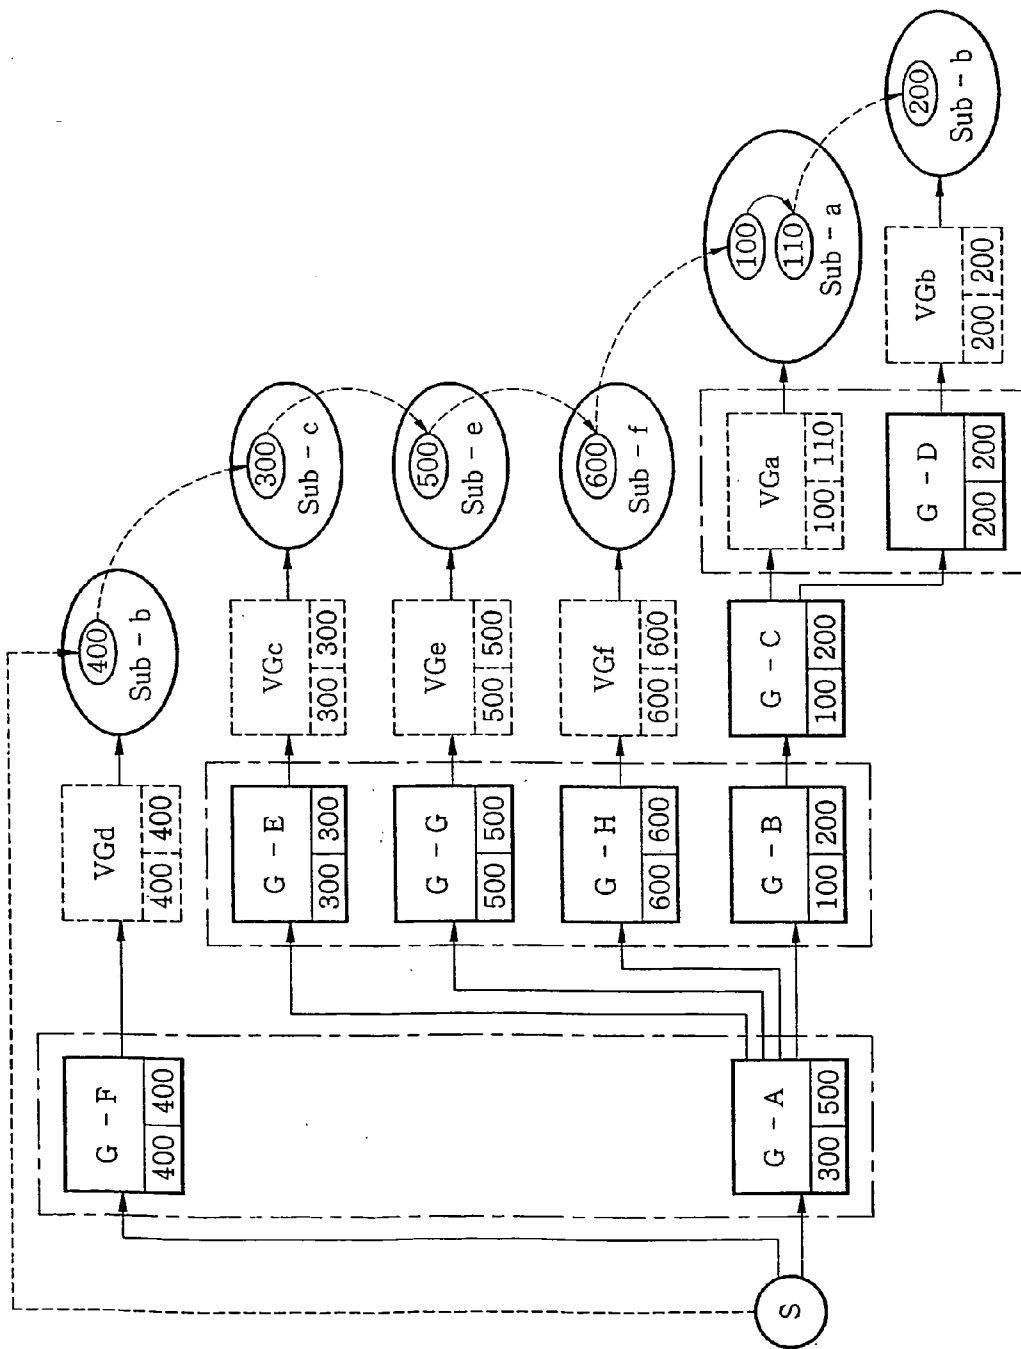 S
G - F
400 400
G - A
300 500
VGd
400 400
G - E
300 300
G - G
500 500
G - H
600 600
G - B
100 200
400
Sub - b
VGc
300 300
VGe
500 500
VGf
600 600
G - C
100 200
300
Sub - c
500
Sub - e
600
Sub - f
VGa
100 110
G - D
200 200
100
110
Sub - a
VGb
200 200
200
Sub - b